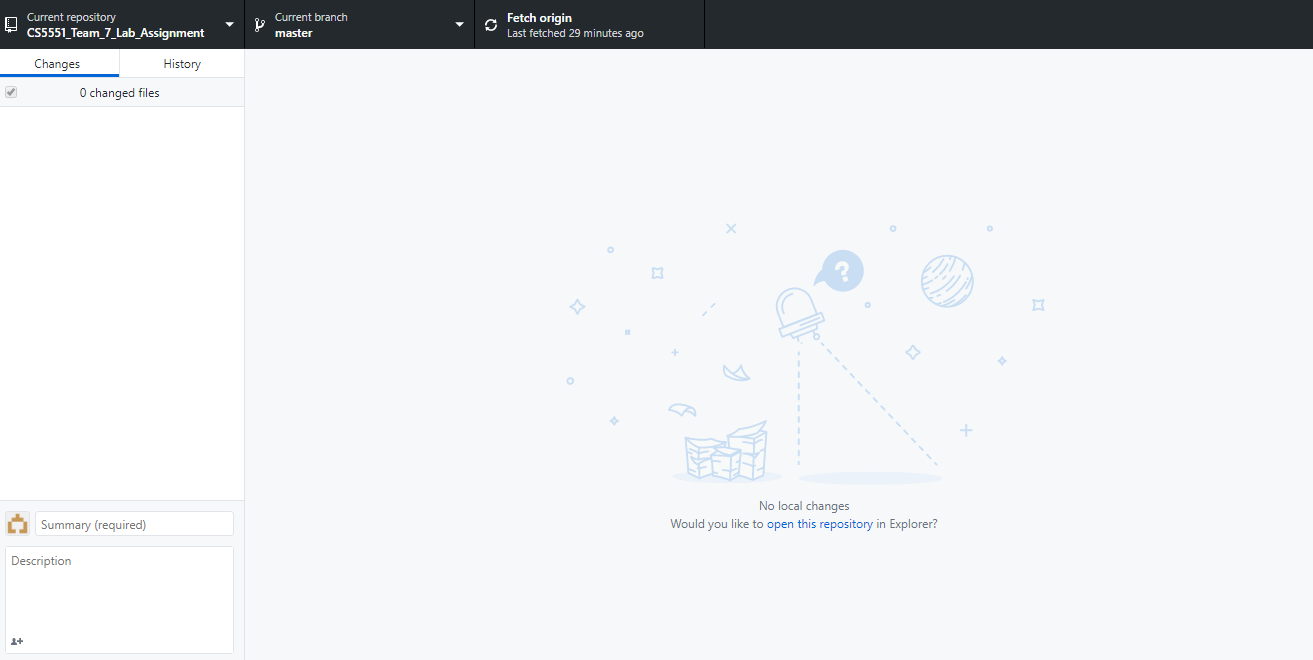 Current repository
CS5551_Team_7_Lab_Assignment
Current branch
master
Fetch origin
Last fetched 29 minutes ago
Changes
History
0 changed files
?
No local changes
Would you like to open this repository in Explorer?
Summary (required)
Description